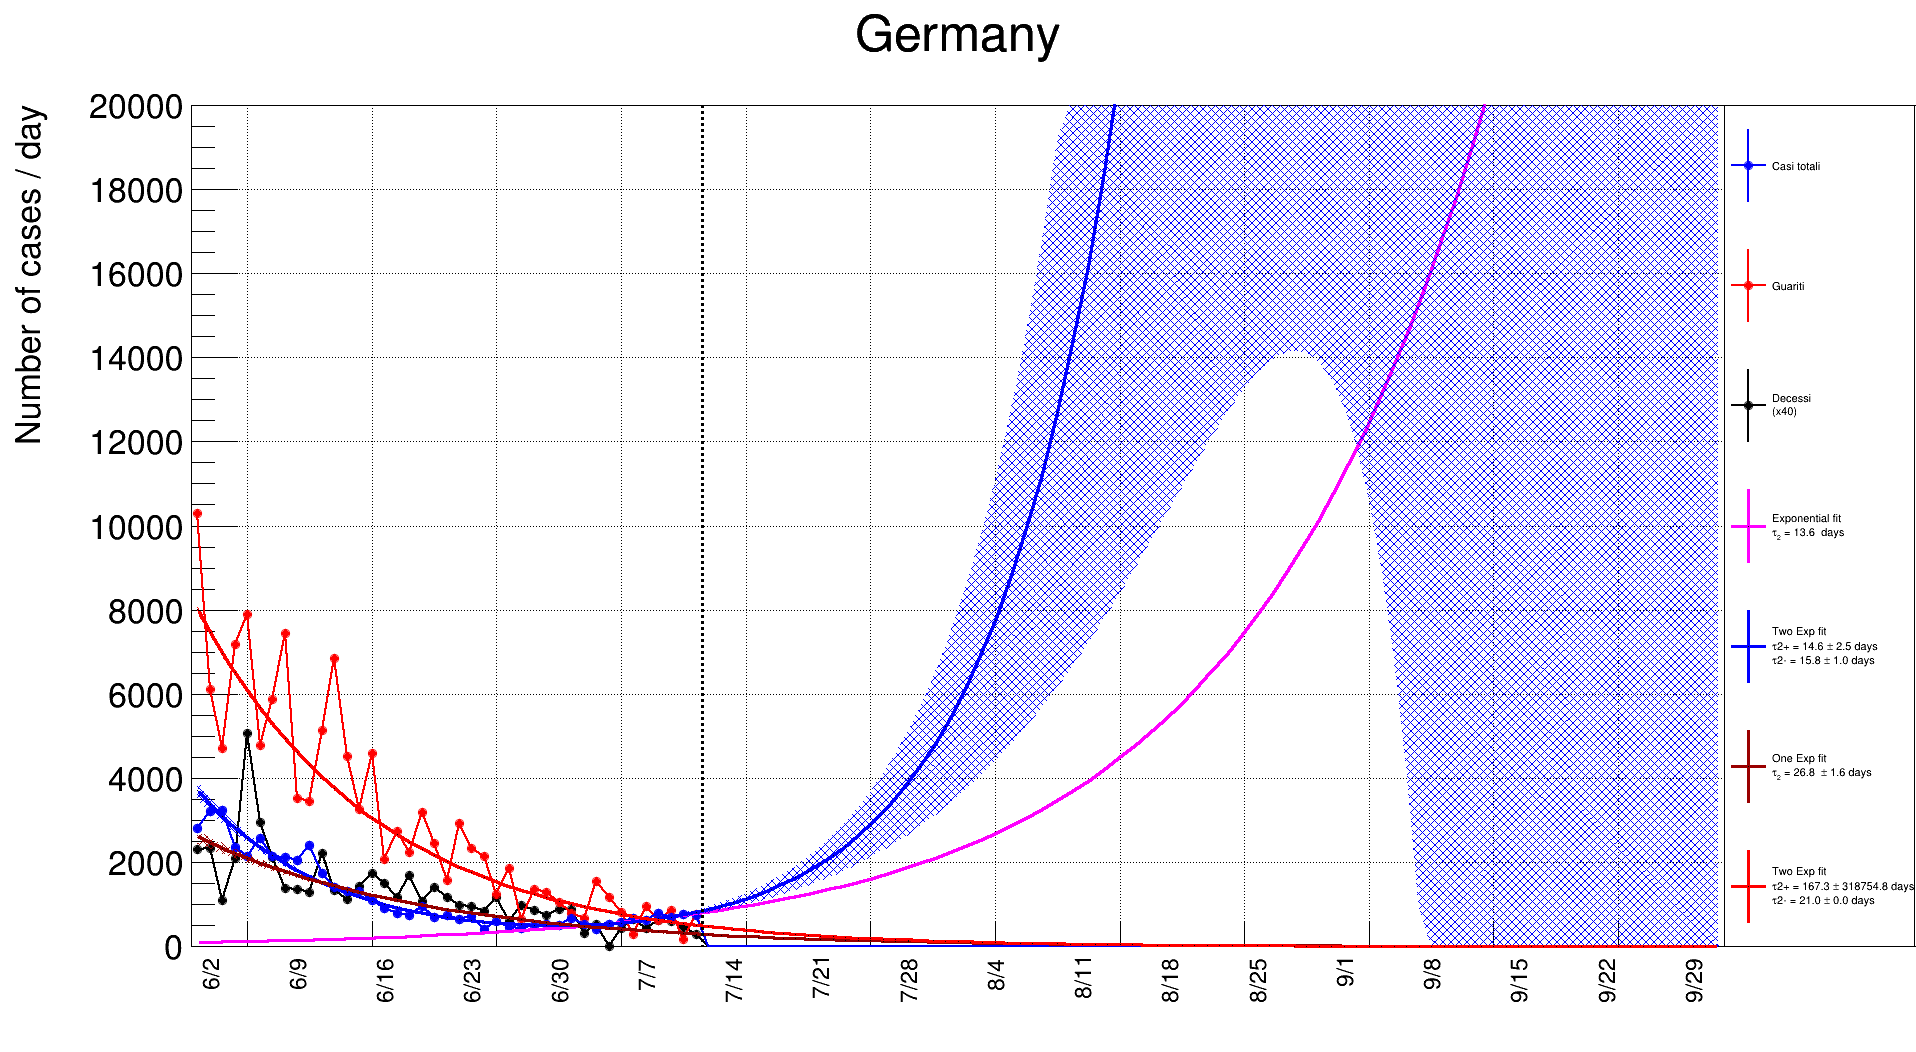 Germany
Number of cases / day
20000
18000
16000
14000
12000
10000
8000
6000
4000
2000
0
6/2
6/9
6/16
6/23
6/30
7/7
7/14
7/21
7/28
8/4
8/11
8/18
8/25
9/1
9/8
9/15
9/22
9/29
Casi totali
Guariti
Decessi
(x40)
Exponential fit
τ2 = 13.6 days
Two Exp fit
τ2+ = 14.6 ± 2.5 days
τ2- = 15.8 ± 1.0 days
One Exp fit
τ2 = 26.8 ± 1.6 days
Two Exp fit
τ2+ = 167.3 ± 318754.8 days
τ2- = 21.0 ± 0.0 days